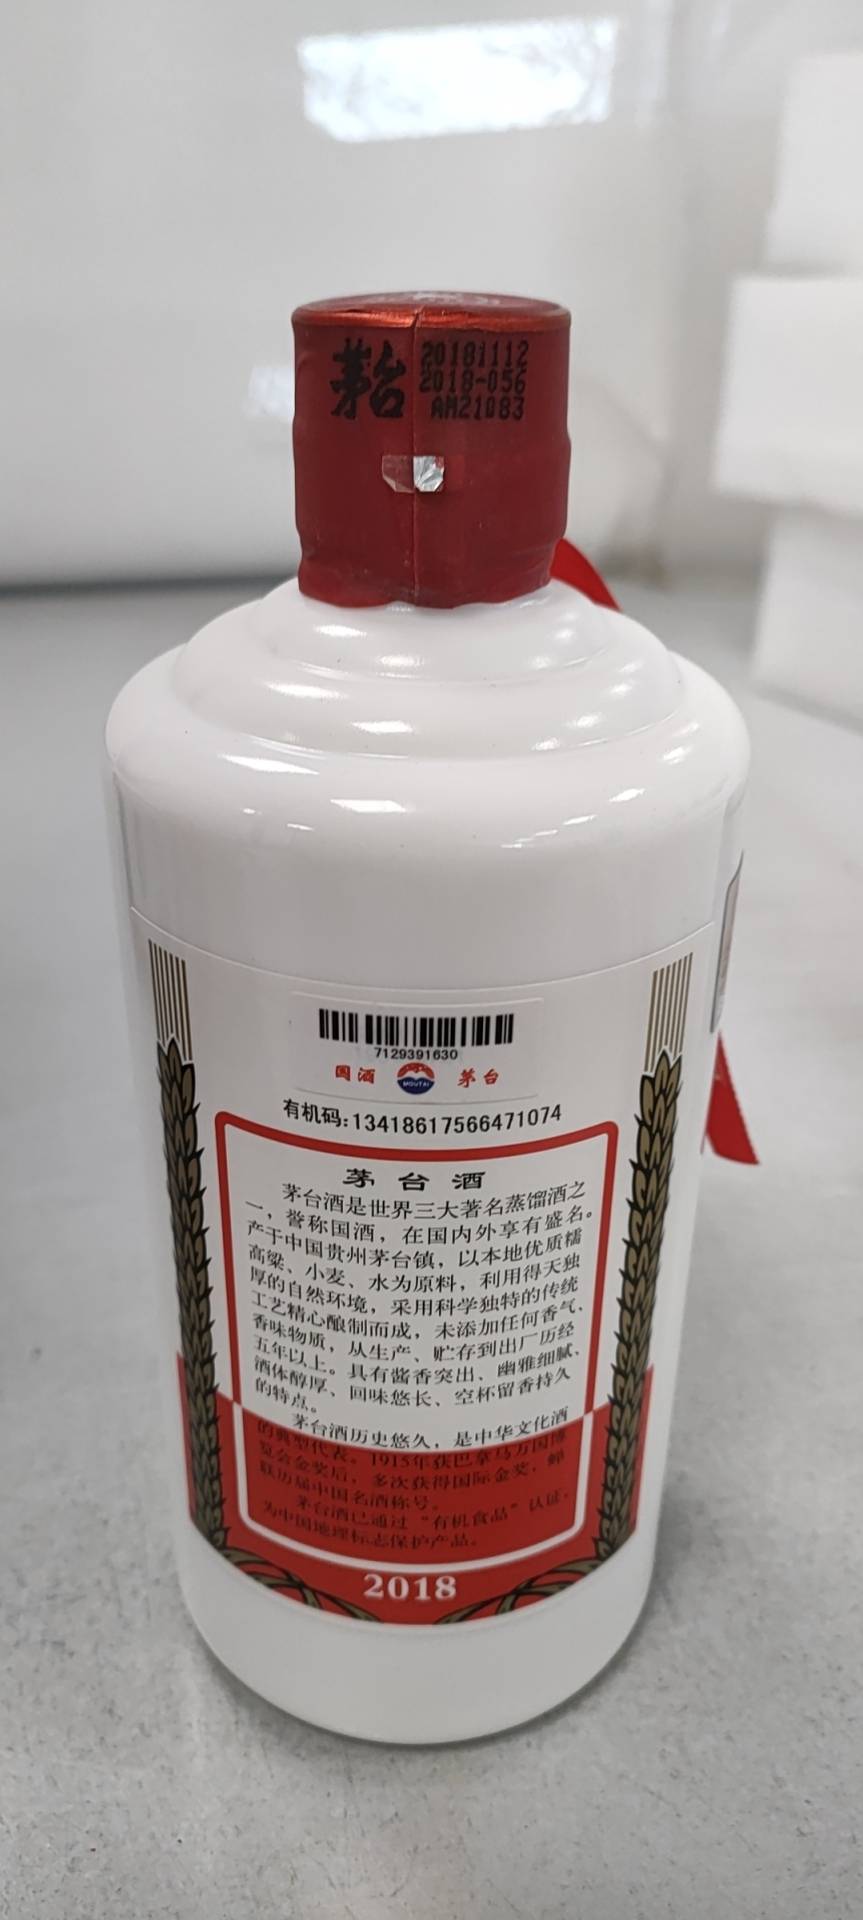 茅台
20181112
2018-056
AM21083
7129391630
国酒 MOUTAI 茅台
有机码:13418617566471074
茅台酒
茅台酒是世界三大著名蒸馏酒之
一，誉称国酒，在国内外享有盛名。
产于中国贵州茅台镇，以本地优质糯
高粱、小麦、水为原料，利用得天独
厚的自然环境，采用科学独特的传统
工艺精心酿制而成，未添加任何香气、
香味物质，从生产、贮存到出厂历经
五年以上。具有酱香突出、幽雅细腻、
酒体醇厚、回味悠长、空杯留香持久
的特点。
茅台酒历史悠久，是中华文化酒
的典型代表。1915年获巴拿马万国博
览会金奖后，多次获得国际金奖，蝉
联历届中国名酒称号。
茅台酒已通过“有机食品”认证，
为中国地理标志保护产品。
2018